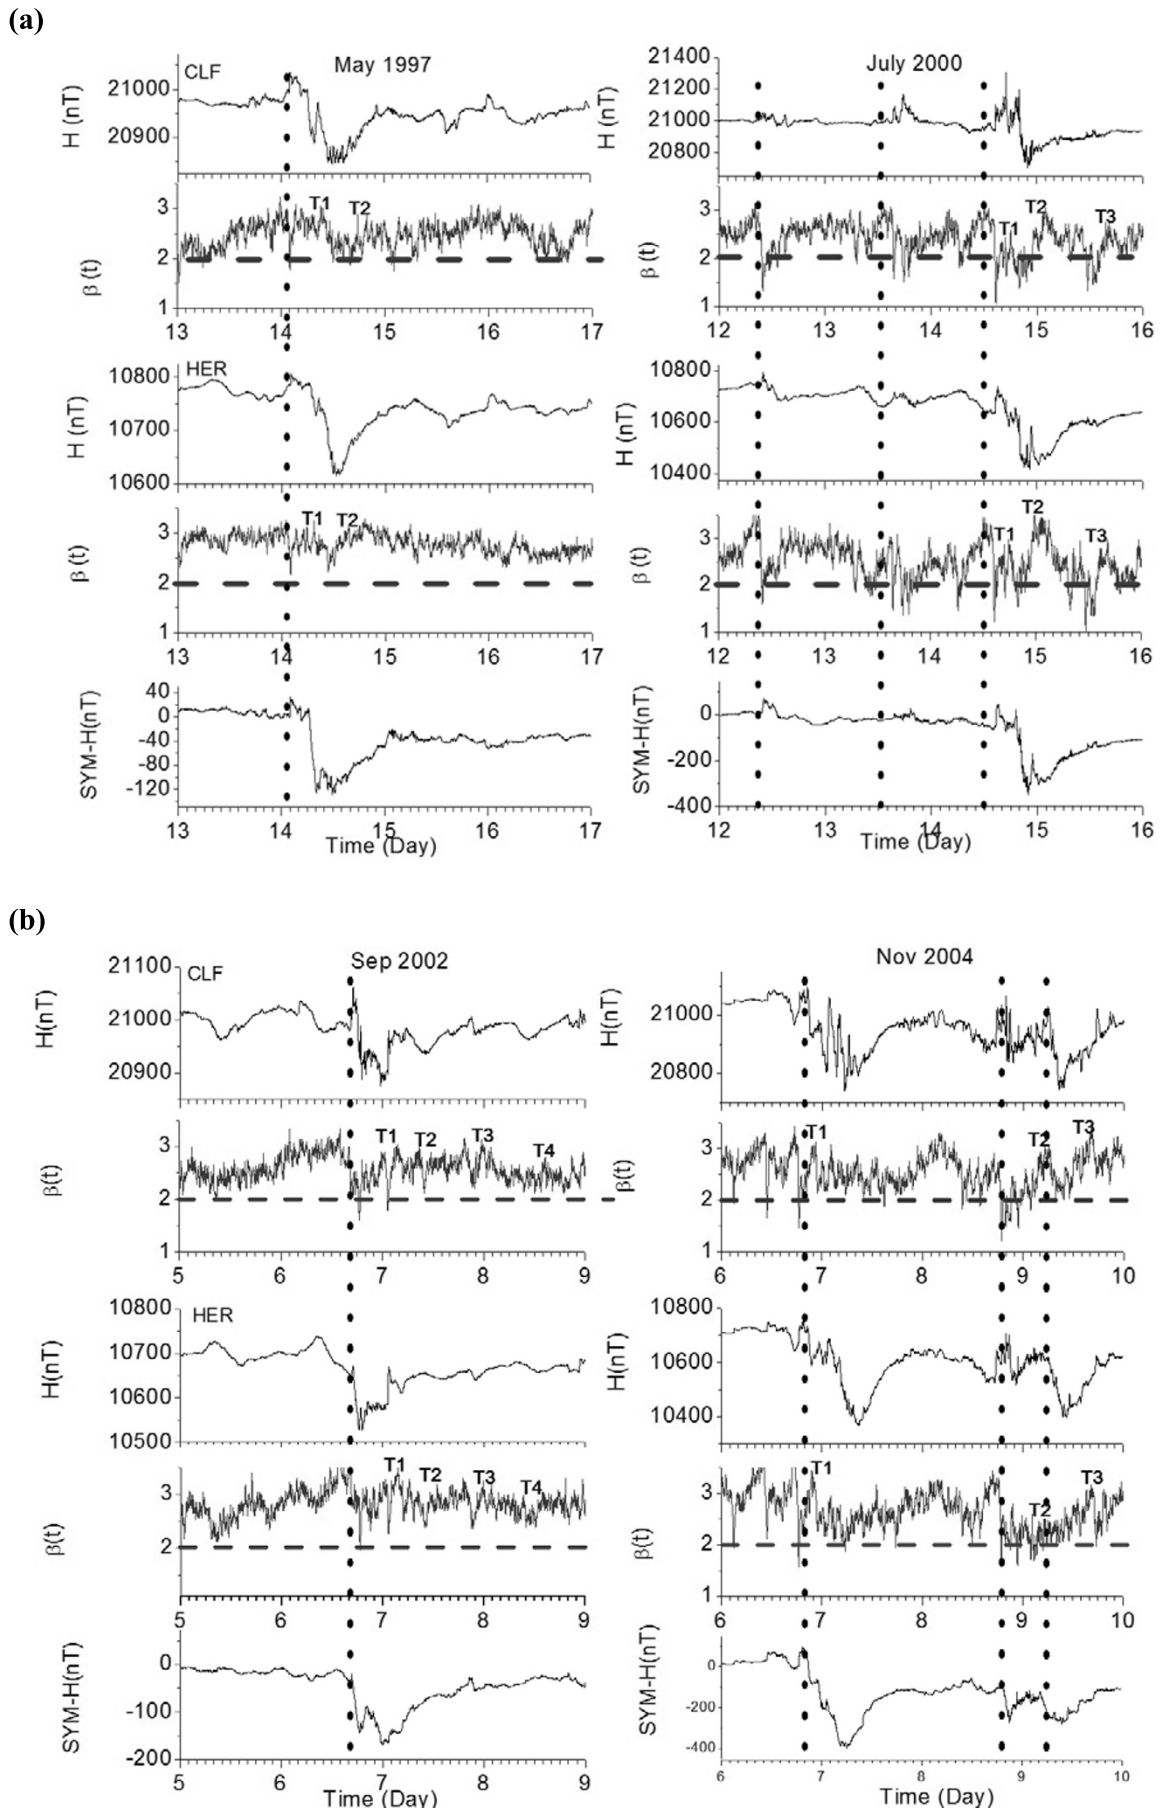 (a)
May 1997
CLF
H (nT)
21000
20900
β (t)
3
2
1
T1 T2
13 14 15 16 17
HER
H (nT)
10800
10700
10600
β (t)
3
2
1
T1 T2
13 14 15 16 17
SYM-H(nT)
40
0
-40
-80
-120
13 14 15 16 17
Time (Day)
July 2000
H (nT)
21400
21200
21000
20800
β (t)
3
2
1
T1 T2 T3
12 13 14 15 16
H (nT)
10800
10600
10400
β (t)
3
2
1
T1 T2 T3
12 13 14 15 16
SYM-H(nT)
0
-200
-400
12 13 14 15 16
Time (Day)
(b)
Sep 2002
CLF
H(nT)
21100
21000
20900
β(t)
3
2
1
T1 T2 T3 T4
5 6 7 8 9
HER
H(nT)
10800
10700
10600
10500
β(t)
3
2
T1 T2 T3 T4
5 6 7 8 9
SYM-H(nT)
0
-100
-200
5 6 7 8 9
Time (Day)
Nov 2004
H(nT)
21000
20800
β(t)
3
2
1
T1 T2 T3
6 7 8 9 10
H(nT)
10800
10600
10400
β(t)
3
2
1
T1 T2 T3
6 7 8 9 10
SYM-H(nT)
0
-200
-400
6 7 8 9 10
Time (Day)